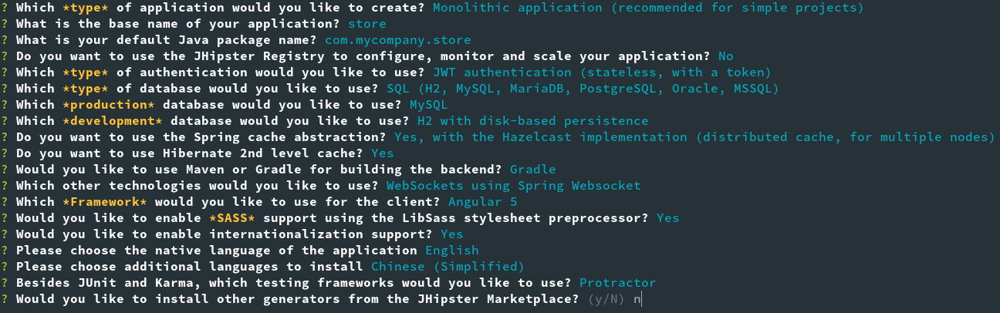 ? Which *type* of application would you like to create? Monolithic application (recommended for simple projects)
? What is the base name of your application? store
? What is your default Java package name? com.mycompany.store
? Do you want to use the JHipster Registry to configure, monitor and scale your application? No
? Which *type* of authentication would you like to use? JWT authentication (stateless, with a token)
? Which *type* of database would you like to use? SQL (H2, MySQL, MariaDB, PostgreSQL, Oracle, MSSQL)
? Which *production* database would you like to use? MySQL
? Which *development* database would you like to use? H2 with disk-based persistence
? Do you want to use the Spring cache abstraction? Yes, with the Hazelcast implementation (distributed cache, for multiple nodes)
? Do you want to use Hibernate 2nd level cache? Yes
? Would you like to use Maven or Gradle for building the backend? Gradle
? Which other technologies would you like to use? WebSockets using Spring Websocket
? Which *Framework* would you like to use for the client? Angular 5
? Would you like to enable *SASS* support using the LibSass stylesheet preprocessor? Yes
? Would you like to enable internationalization support? Yes
? Please choose the native language of the application English
? Please choose additional languages to install Chinese (Simplified)
? Besides JUnit and Karma, which testing frameworks would you like to use? Protractor
? Would you like to install other generators from the JHipster Marketplace? (y/N) n